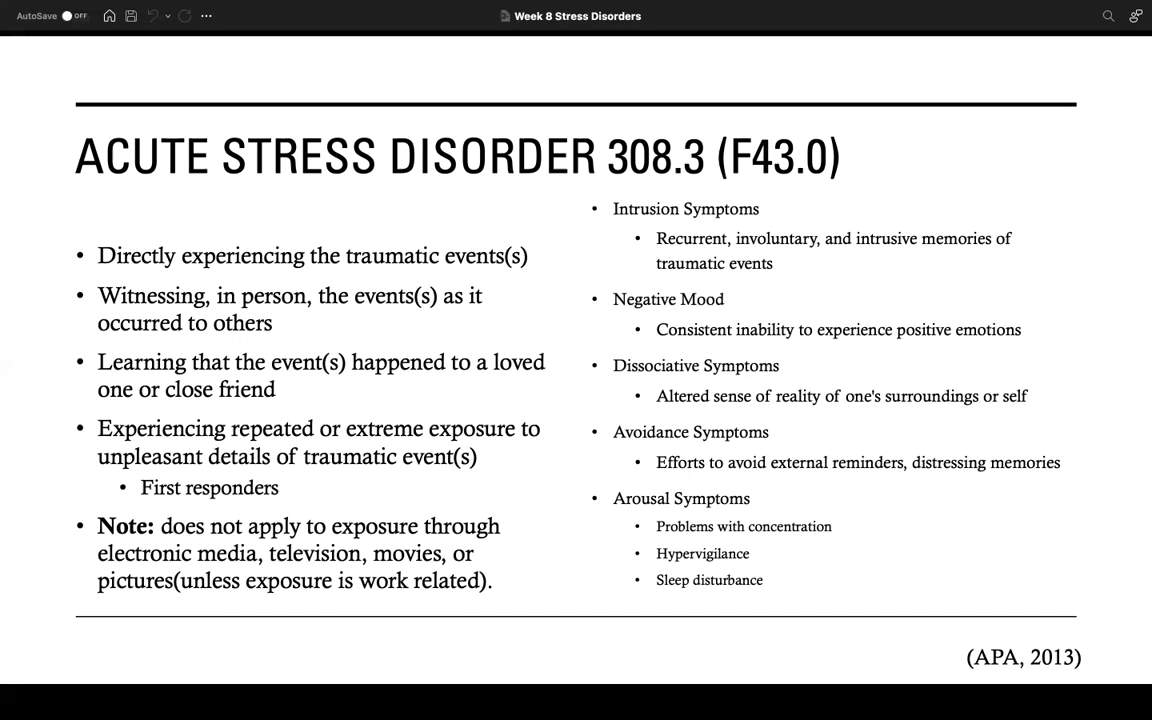 AutoSave OFF
Week 8 Stress Disorders
ACUTE STRESS DISORDER 308.3 (F43.0)
• Directly experiencing the traumatic events(s)
• Witnessing, in person, the events(s) as it
occurred to others
• Learning that the event(s) happened to a loved
one or close friend
• Experiencing repeated or extreme exposure to
unpleasant details of traumatic event(s)
• First responders
• Note: does not apply to exposure through
electronic media, television, movies, or
pictures(unless exposure is work related).
• Intrusion Symptoms
• Recurrent, involuntary, and intrusive memories of
traumatic events
• Negative Mood
• Consistent inability to experience positive emotions
• Dissociative Symptoms
• Altered sense of reality of one's surroundings or self
• Avoidance Symptoms
• Efforts to avoid external reminders, distressing memories
• Arousal Symptoms
• Problems with concentration
• Hypervigilance
• Sleep disturbance
(APA, 2013)